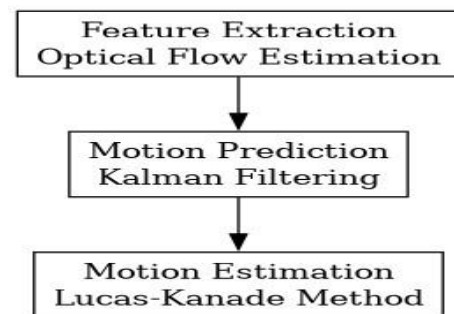 Feature Extraction
Optical Flow Estimation
Motion Prediction
Kalman Filtering
Motion Estimation
Lucas-Kanade Method